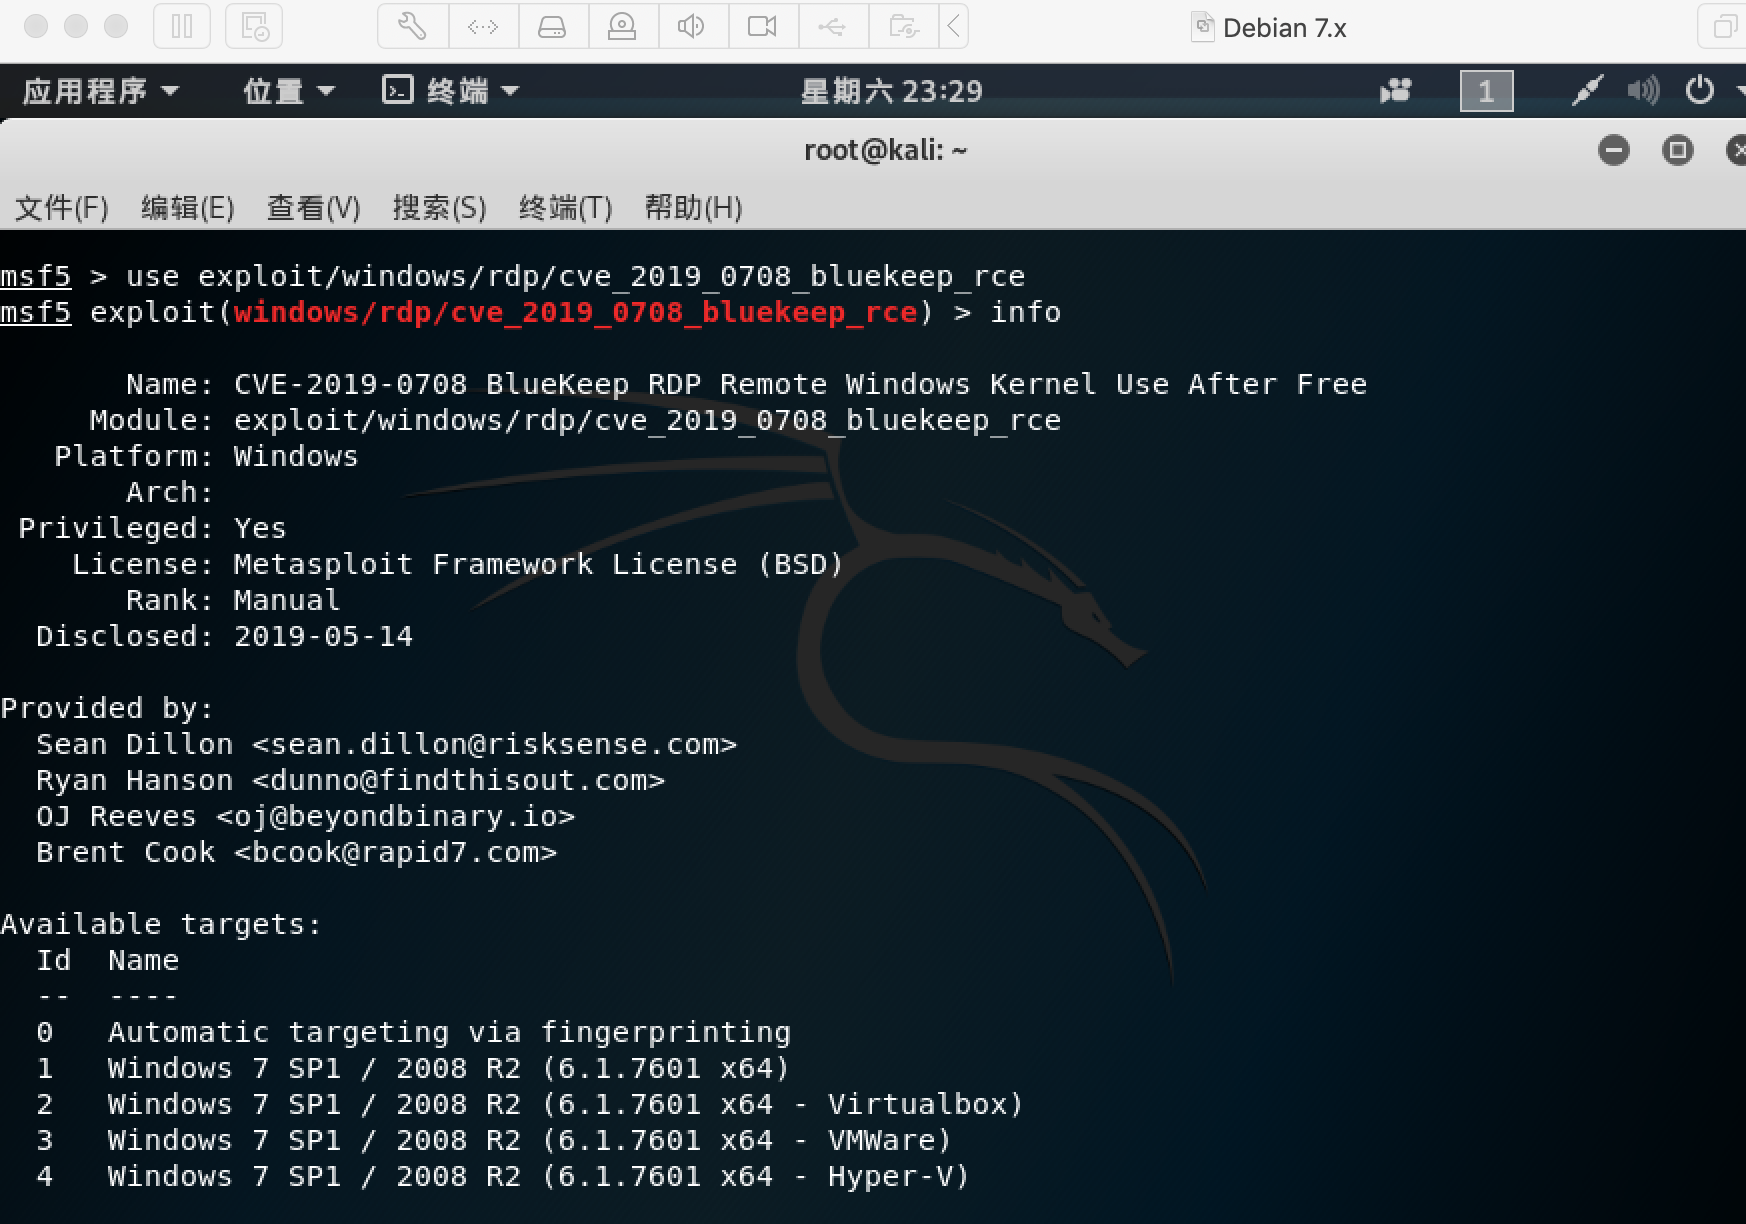 Debian 7.x
应用程序 位置 终端 星期六 23:29 1
root@kali: ~
文件(F) 编辑(E) 查看(V) 搜索(S) 终端(T) 帮助(H)
msf5 > use exploit/windows/rdp/cve_2019_0708_bluekeep_rce
msf5 exploit(windows/rdp/cve_2019_0708_bluekeep_rce) > info
Name: CVE-2019-0708 BlueKeep RDP Remote Windows Kernel Use After Free
Module: exploit/windows/rdp/cve_2019_0708_bluekeep_rce
Platform: Windows
Arch:
Privileged: Yes
License: Metasploit Framework License (BSD)
Rank: Manual
Disclosed: 2019-05-14
Provided by:
Sean Dillon <sean.dillon@risksense.com>
Ryan Hanson <dunno@findthisout.com>
OJ Reeves <oj@beyondbinary.io>
Brent Cook <bcook@rapid7.com>
Available targets:
Id  Name
--  ----
0   Automatic targeting via fingerprinting
1   Windows 7 SP1 / 2008 R2 (6.1.7601 x64)
2   Windows 7 SP1 / 2008 R2 (6.1.7601 x64 - Virtualbox)
3   Windows 7 SP1 / 2008 R2 (6.1.7601 x64 - VMWare)
4   Windows 7 SP1 / 2008 R2 (6.1.7601 x64 - Hyper-V)